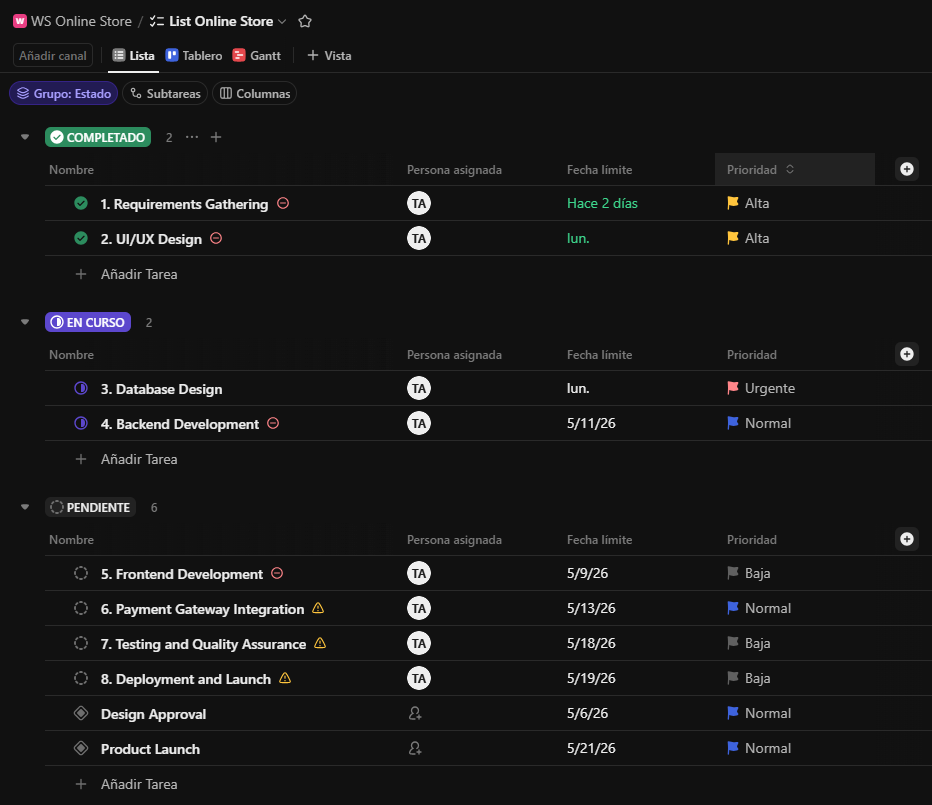 W WS Online Store / List Online Store
Añadir canal Lista Tablero Gantt + Vista
Grupo: Estado Subtareas Columnas
COMPLETADO 2 ... +
Nombre Persona asignada Fecha límite Prioridad
1. Requirements Gathering TA Hace 2 días Alta
2. UI/UX Design TA lun. Alta
+ Añadir Tarea
EN CURSO 2
Nombre Persona asignada Fecha límite Prioridad
3. Database Design TA lun. Urgente
4. Backend Development TA 5/11/26 Normal
+ Añadir Tarea
PENDIENTE 6
Nombre Persona asignada Fecha límite Prioridad
5. Frontend Development TA 5/9/26 Baja
6. Payment Gateway Integration TA 5/13/26 Normal
7. Testing and Quality Assurance TA 5/18/26 Baja
8. Deployment and Launch TA 5/19/26 Baja
Design Approval 5/6/26 Normal
Product Launch 5/21/26 Normal
+ Añadir Tarea